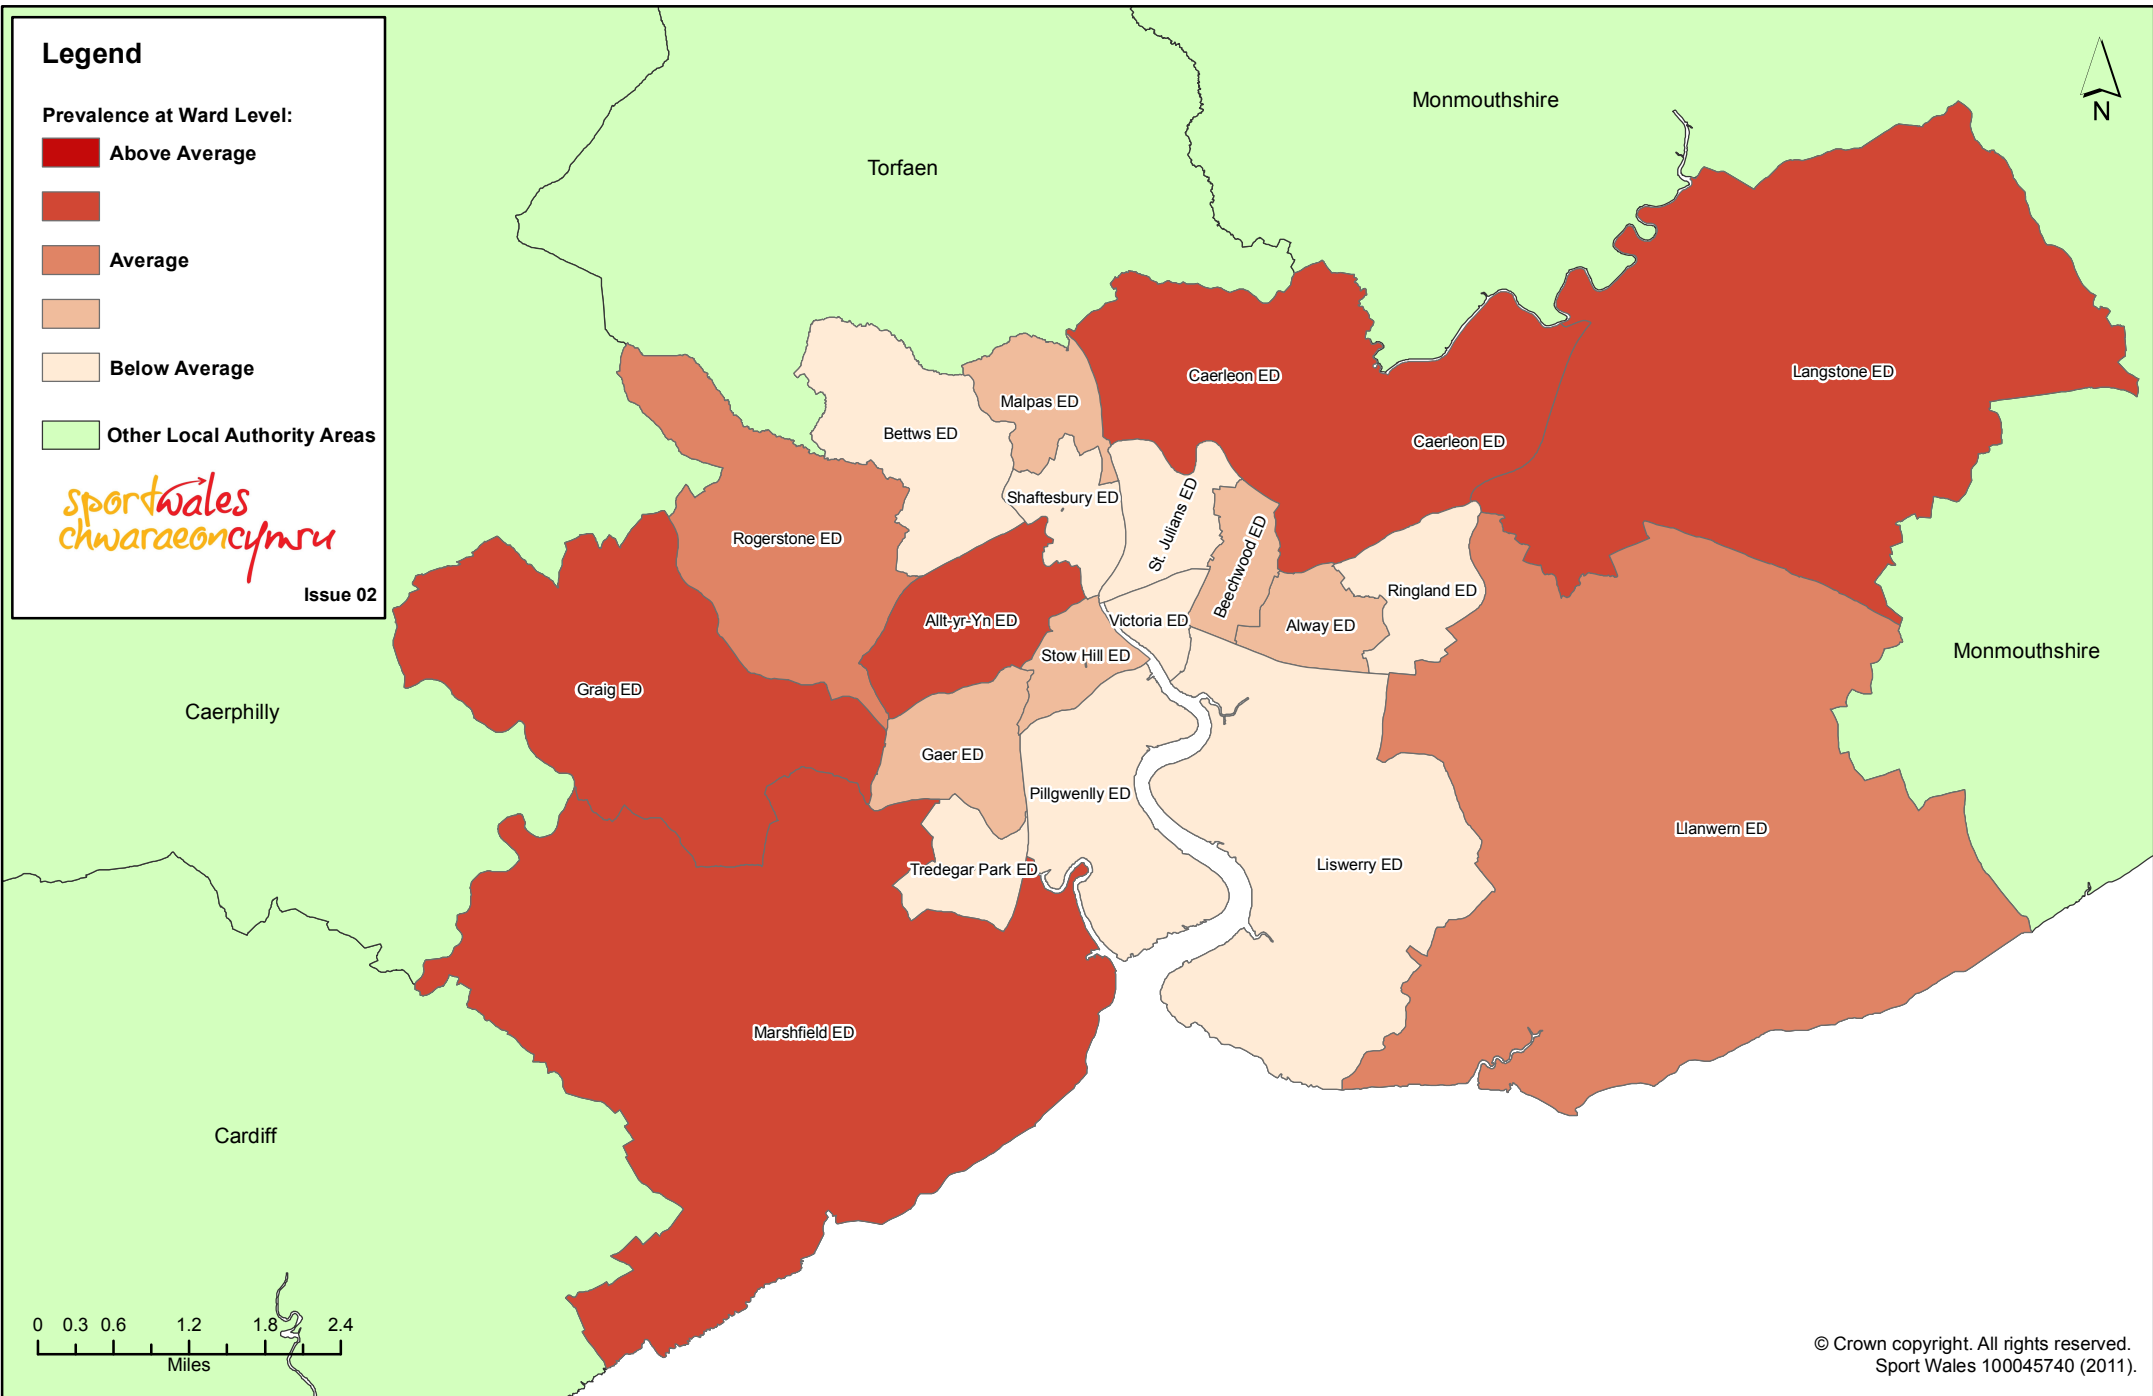 Legend
Prevalence at Ward Level:
Above Average
Average
Below Average
Other Local Authority Areas
sportwales
chwaraeoncymru
Issue 02
Monmouthshire
N
Torfaen
Caerleon ED
Langstone ED
Malpas ED
Bettws ED
Caerleon ED
Shaftesbury ED
St. Julians ED
Rogerstone ED
Beechwood ED
Ringland ED
Allt-yr-Yn ED
Victoria ED
Alway ED
Stow Hill ED
Monmouthshire
Graig ED
Caerphilly
Gaer ED
Pillgwenlly ED
Llanwern ED
Liswerry ED
Tredegar Park ED
Marshfield ED
Cardiff
0 0.3 0.6 1.2 1.8 2.4
Miles
© Crown copyright. All rights reserved.
Sport Wales 100045740 (2011).